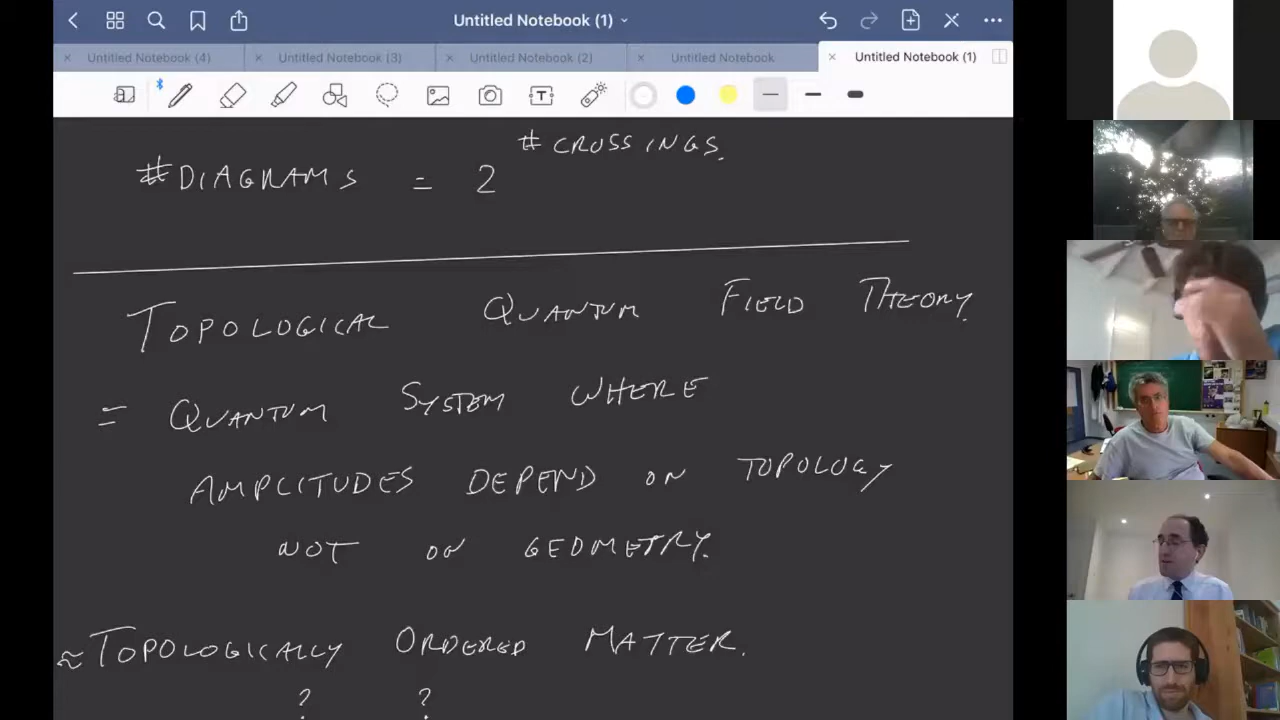 Untitled Notebook (1)
Untitled Notebook (4)
Untitled Notebook (3)
Untitled Notebook (2)
Untitled Notebook
Untitled Notebook (1)
# CROSSINGS.
#DIAGRAMS = 2
TOPOLOGICAL QUANTUM FIELD THEORY.
= QUANTUM SYSTEM WHERE
AMPLITUDES DEPEND ON TOPOLOGY
NOT ON GEOMETRY.
≈ TOPOLOGICALLY ORDERED MATTER.
? ?